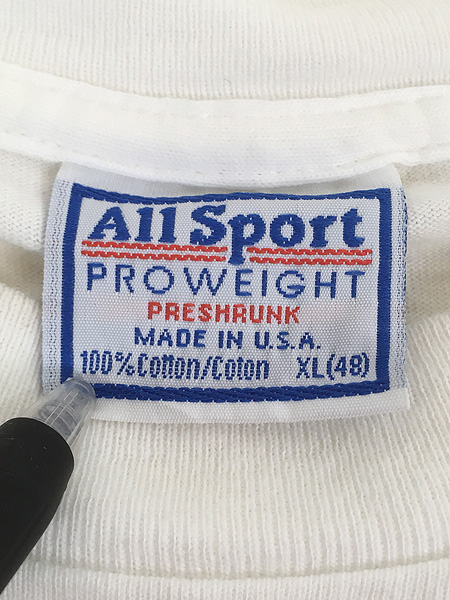 All Sport
PROWEIGHT
PRESHRUNK
MADE IN U.S.A.
100% Cotton/Coton XL(48)